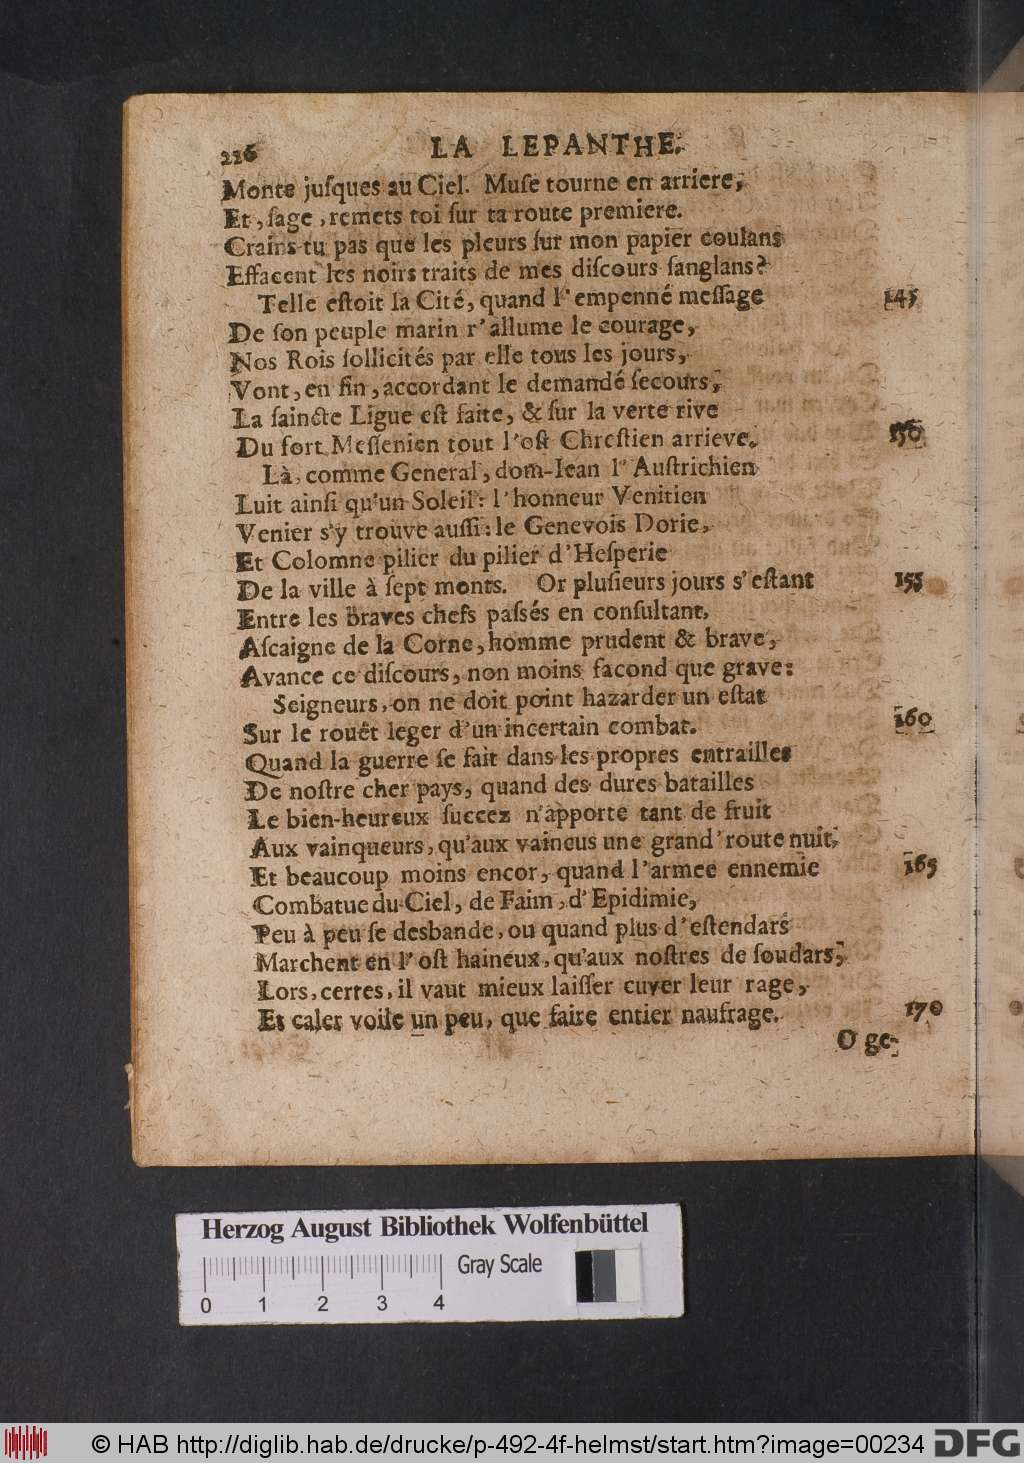 226 LA LEPANTHE.
Monte juſques au Ciel. Muſe tourne en arriere,
Et, ſage, remets toi ſur ta route premiere.
Crains tu pas que les pleurs ſur mon papier coulans
Effacent les noirs traits de mes diſcours ſanglans?
Telle eſtoit la Cité, quand l'empenné meſſage 145
De ſon peuple marin r'allume le courage,
Nos Rois ſollicités par elle tous les jours,
Vont, en fin, accordant le demandé ſecours,
La ſaincte Ligue eſt faite, & ſur la verte rive
Du fort Meſſenien tout l'oſt Chreſtien arrieve. 150
Là, comme General, dom-Iean l'Auſtrichien
Luit ainſi qu'un Soleil: l'honneur Venitien
Venier s'y trouve auſſi: le Genevois Dorie,
Et Colomne pilier du pilier d'Heſperie
De la ville à ſept monts. Or pluſieurs jours s'eſtant 155
Entre les braves chefs paſsés en conſultant,
Aſcaigne de la Corne, homme prudent & brave,
Avance ce diſcours, non moins facond que grave:
Seigneurs, on ne doit point hazarder un eſtat
Sur le rouët leger d'un incertain combat. 160
Quand la guerre ſe fait dans les propres entrailles
De noſtre cher pays, quand des dures batailles
Le bien-heureux ſuccez n'apporte tant de fruit
Aux vainqueurs, qu'aux vaincus une grand' route nuit,
Et beaucoup moins encor, quand l'armee ennemie 165
Combatue du Ciel, de Faim, d'Epidimie,
Peu à peu ſe desbande, ou quand plus d'eſtendars
Marchent en l'oſt haineux, qu'aux noſtres de ſoudars,
Lors, certes, il vaut mieux laiſſer cuver leur rage,
Et caler voile un peu, que faire entier naufrage. 170
O ge-
Herzog August Bibliothek Wolfenbüttel
Gray Scale
0 1 2 3 4
© HAB http://diglib.hab.de/drucke/p-492-4f-helmst/start.htm?image=00234 DFG